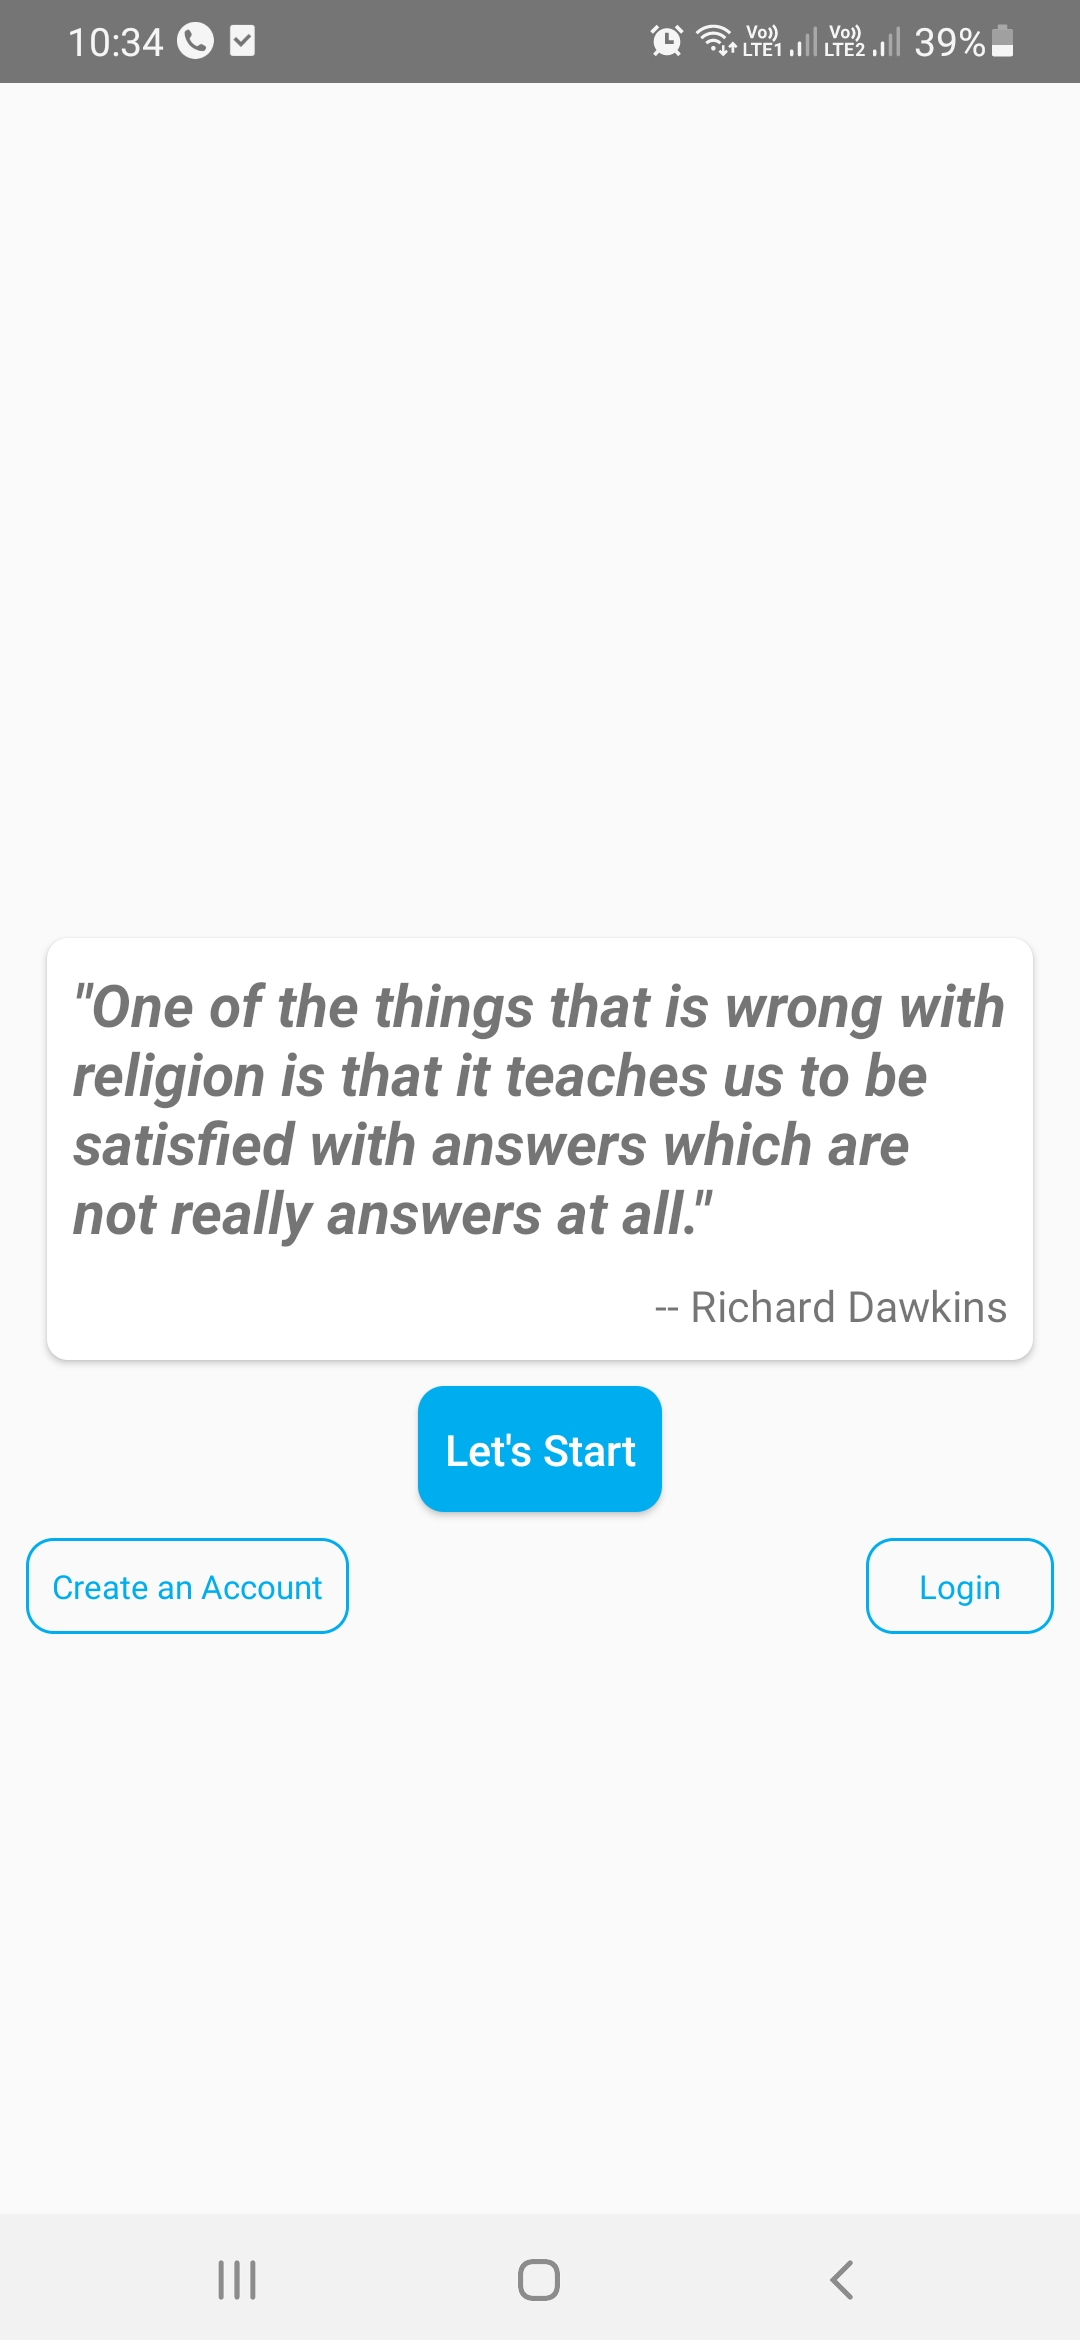 10:34
Vo)) LTE1 Vo)) LTE2 39%
"One of the things that is wrong with
religion is that it teaches us to be
satisfied with answers which are
not really answers at all."
-- Richard Dawkins
Let's Start
Create an Account
Login